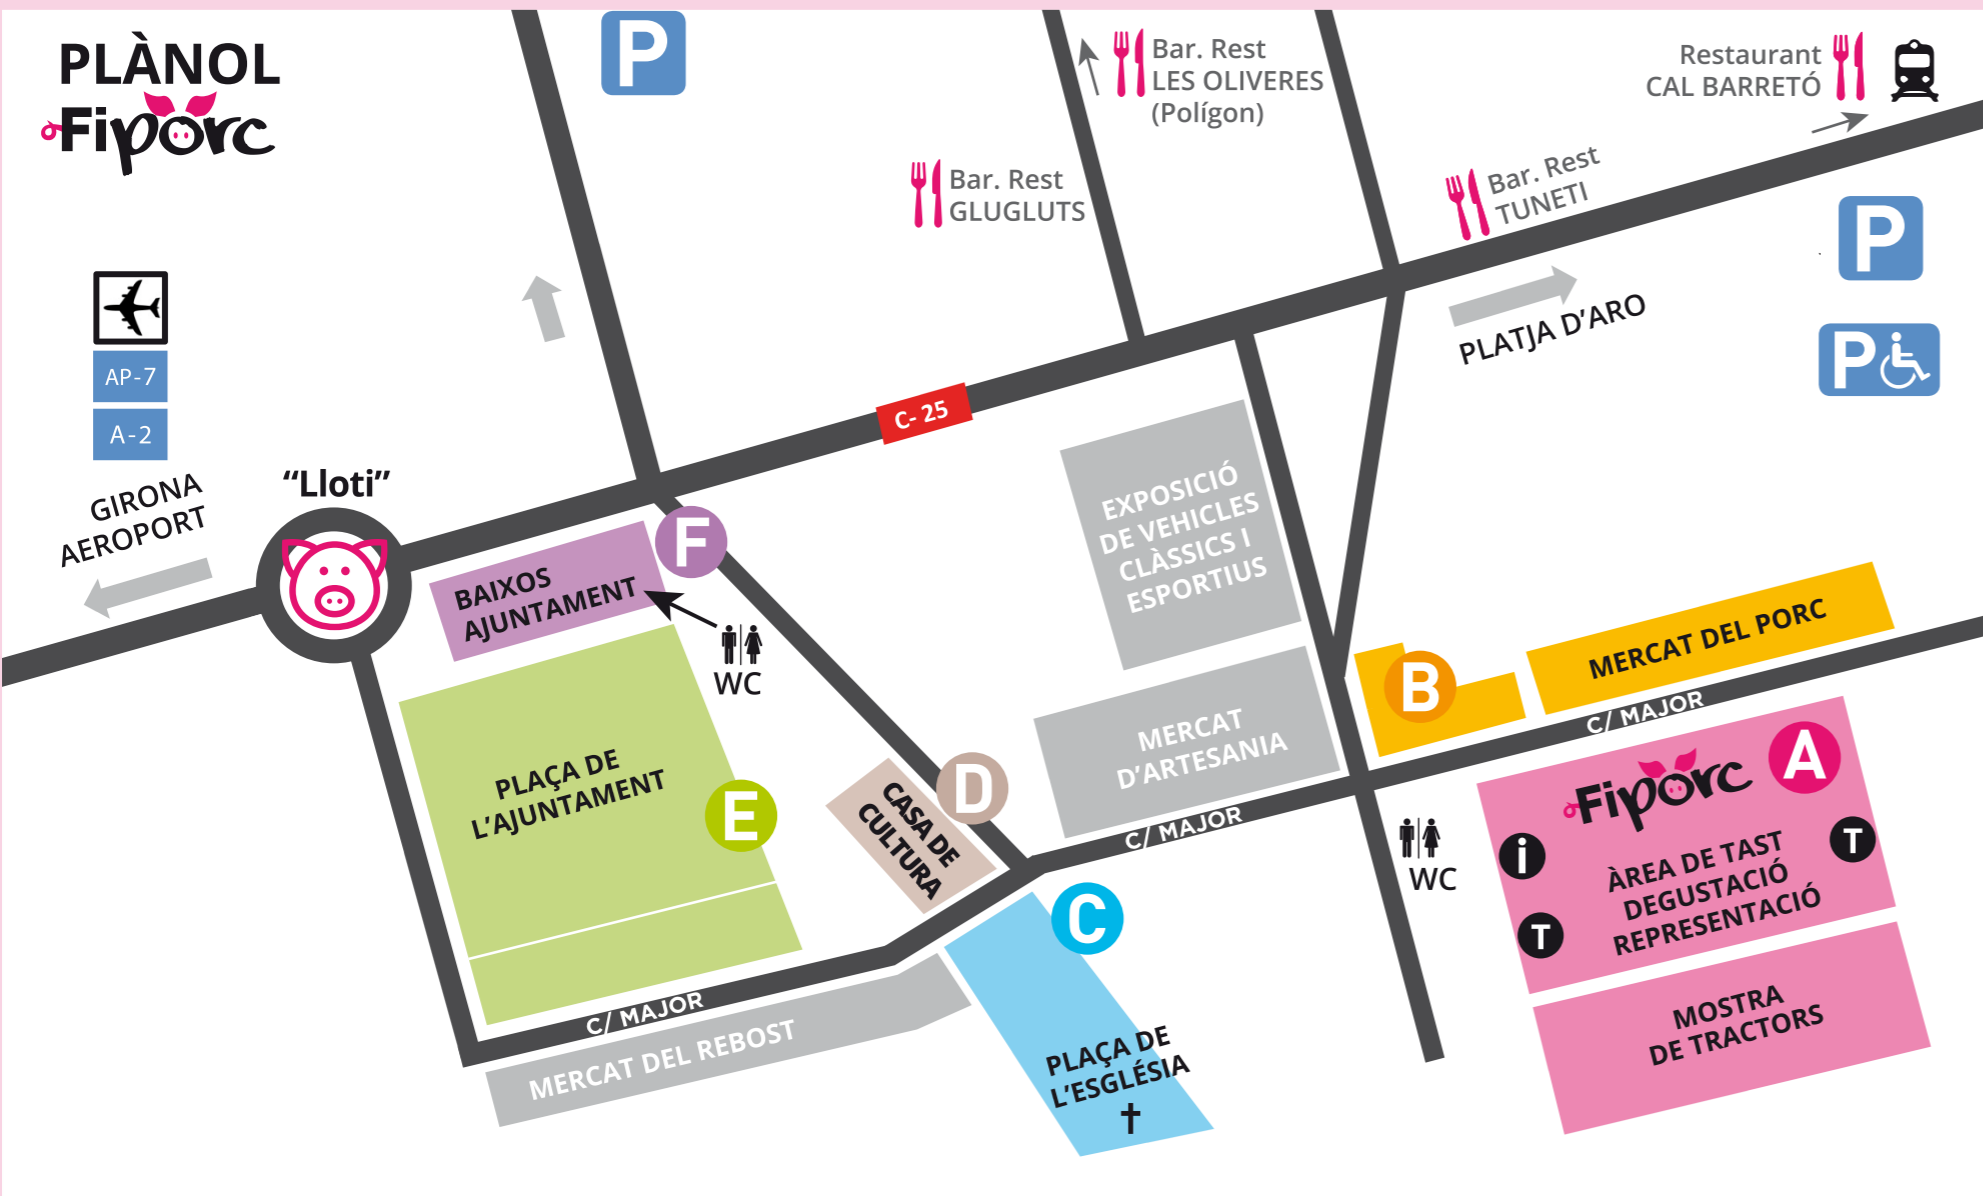 PLÀNOL
Fiporc
P
Bar. Rest
LES OLIVERES
(Polígon)
Restaurant
CAL BARRETÓ
Bar. Rest
GLUGLUTS
Bar. Rest
TUNETI
P
P
PLATJA D'ARO
AP-7
A-2
GIRONA
AEROPORT
"Lloti"
C- 25
F
BAIXOS
AJUNTAMENT
WC
EXPOSICIÓ
DE VEHICLES
CLÀSSICS I
ESPORTIUS
MERCAT DEL PORC
B
C/ MAJOR
MERCAT
D'ARTESANIA
C/ MAJOR
PLAÇA DE
L'AJUNTAMENT
E
D
CASA DE
CULTURA
A
Fiporc
i
T
T
ÀREA DE TAST
DEGUSTACIÓ
REPRESENTACIÓ
WC
C
C/ MAJOR
MERCAT DEL REBOST
PLAÇA DE
L'ESGLÉSIA
MOSTRA
DE TRACTORS